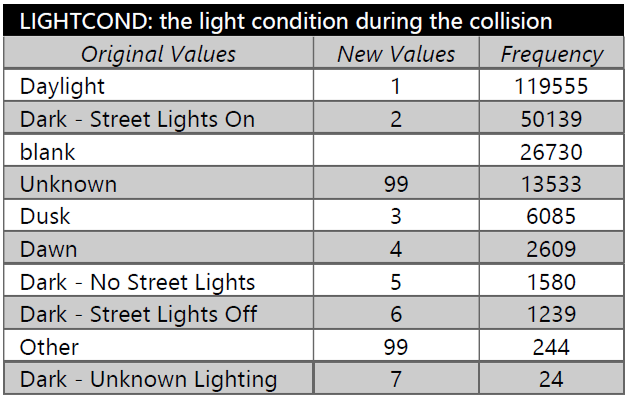 LIGHTCOND: the light condition during the collision
Original Values New Values Frequency
Daylight 1 119555
Dark - Street Lights On 2 50139
blank 26730
Unknown 99 13533
Dusk 3 6085
Dawn 4 2609
Dark - No Street Lights 5 1580
Dark - Street Lights Off 6 1239
Other 99 244
Dark - Unknown Lighting 7 24